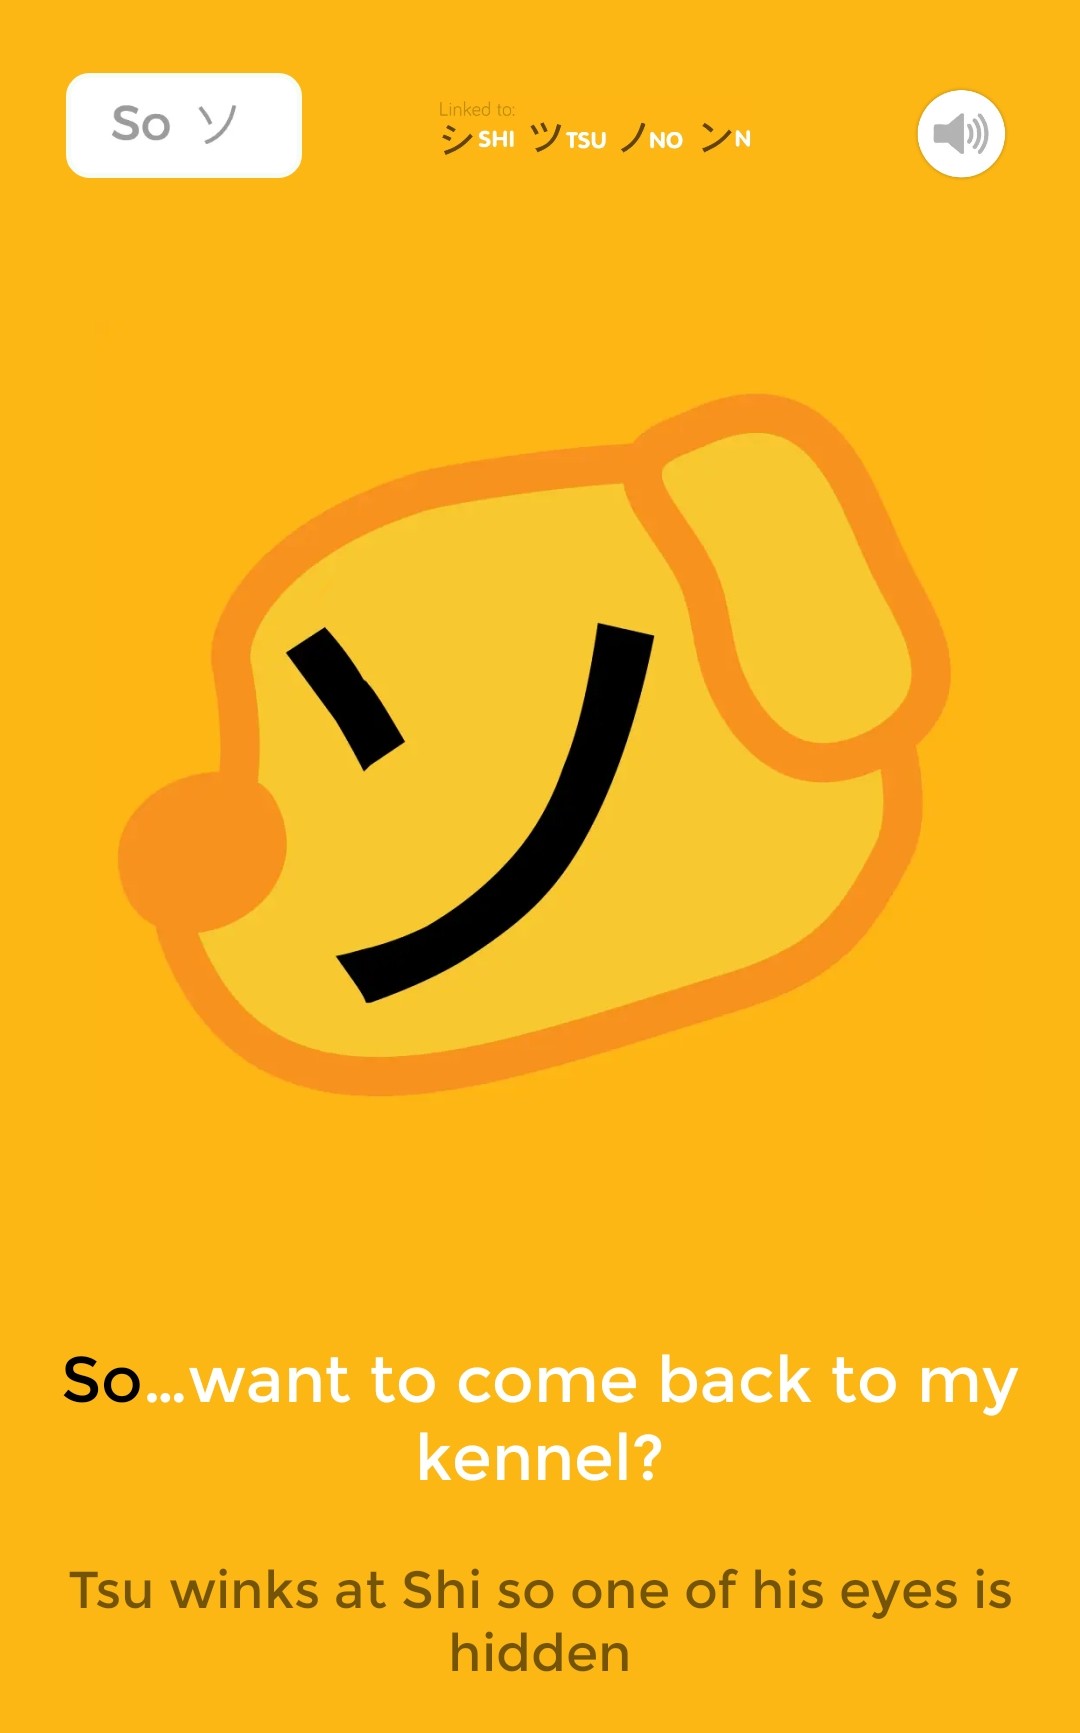 So ソ
Linked to:
シ SHI ツ TSU ノ NO ン N
ソ
So...want to come back to my
kennel?
Tsu winks at Shi so one of his eyes is
hidden